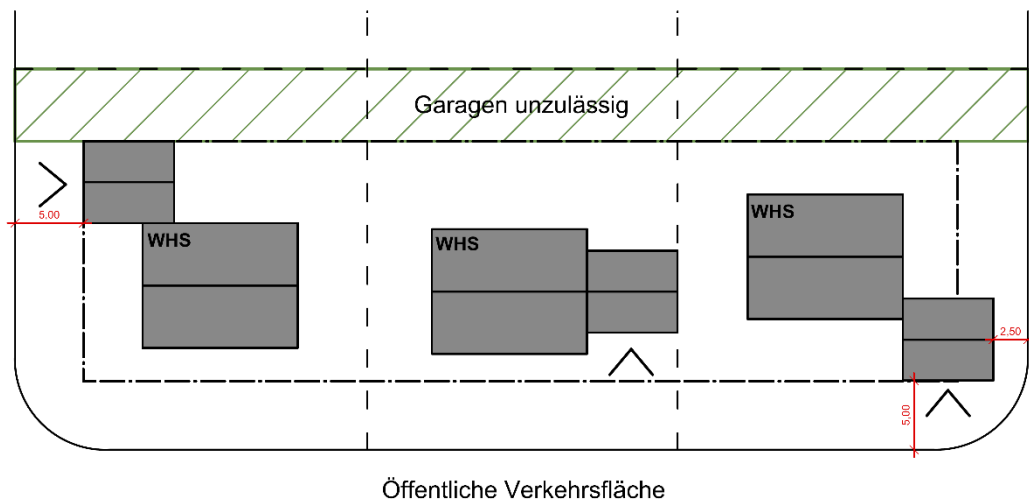 Garagen unzulässig
5.00
WHS
WHS
WHS
2.50
5.00
Öffentliche Verkehrsfläche